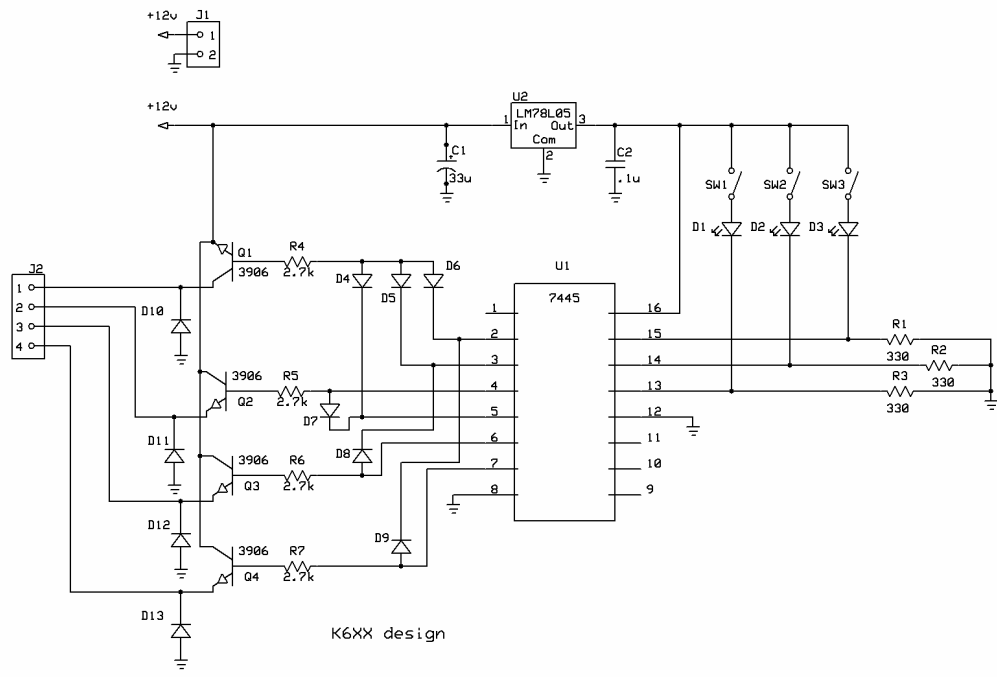 +12v
J1
1
2
+12v
U2
LM78L05
1 In Out 3
Com
2
C1
+
33u
C2
.1u
SW1 SW2 SW3
D1 D2 D3
Q1
3906
R4
2.7k
D4 D5 D6
U1
7445
J2
1
2
3
4
D10
1 16
2 15
3 14
4 13
5 12
6 11
7 10
8 9
R1
330
R2
330
R3
330
3906
Q2
R5
2.7k
D7
D11
D8
3906
Q3
R6
2.7k
D12
D9
3906
Q4
R7
2.7k
D13
K6XX design